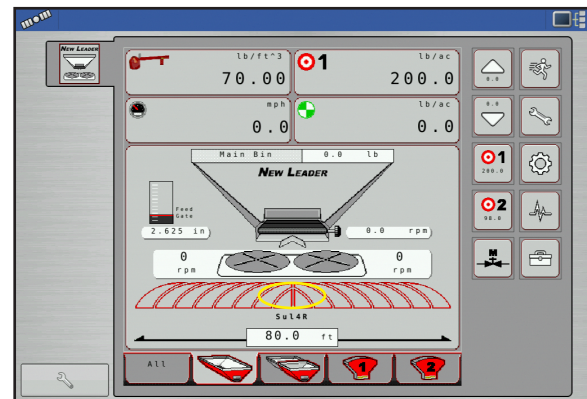 New Leader
lb/ft^3
70.00
1
lb/ac
200.0
mph
0.0
lb/ac
0.0
Main Bin 0.0 lb
New Leader
Feed
Gate
2.625 in
0.0 rpm
0
rpm
0
rpm
Sul4R
80.0 ft
All
1
2
0.0
0.0
1
200.0
2
90.0
M